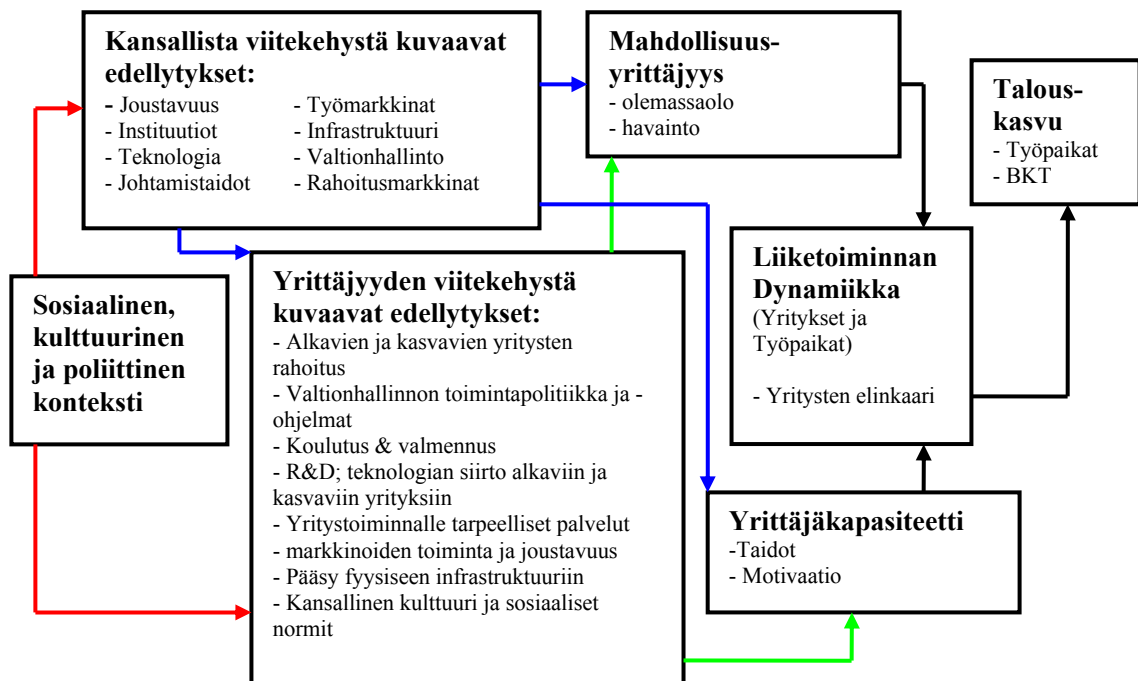 Kansallista viitekehystä kuvaavat
edellytykset:
- Joustavuus
- Instituutiot
- Teknologia
- Johtamistaidot
- Työmarkkinat
- Infrastruktuuri
- Valtionhallinto
- Rahoitusmarkkinat
Mahdollisuus-
yrittäjyys
- olemassaolo
- havainto
Talous-
kasvu
- Työpaikat
- BKT
Sosiaalinen,
kulttuurinen
ja poliittinen
konteksti
Yrittäjyyden viitekehystä
kuvaavat edellytykset:
- Alkavien ja kasvavien yritysten
rahoitus
- Valtionhallinnon toimintapolitiikka ja -
ohjelmat
- Koulutus & valmennus
- R&D; teknologian siirto alkaviin ja
kasvaviin yrityksiin
- Yritystoiminnalle tarpeelliset palvelut
- markkinoiden toiminta ja joustavuus
- Pääsy fyysiseen infrastruktuuriin
- Kansallinen kulttuuri ja sosiaaliset
normit
Liiketoiminnan
Dynamiikka
(Yritykset ja
Työpaikat)
- Yritysten elinkaari
Yrittäjäkapasiteetti
-Taidot
- Motivaatio